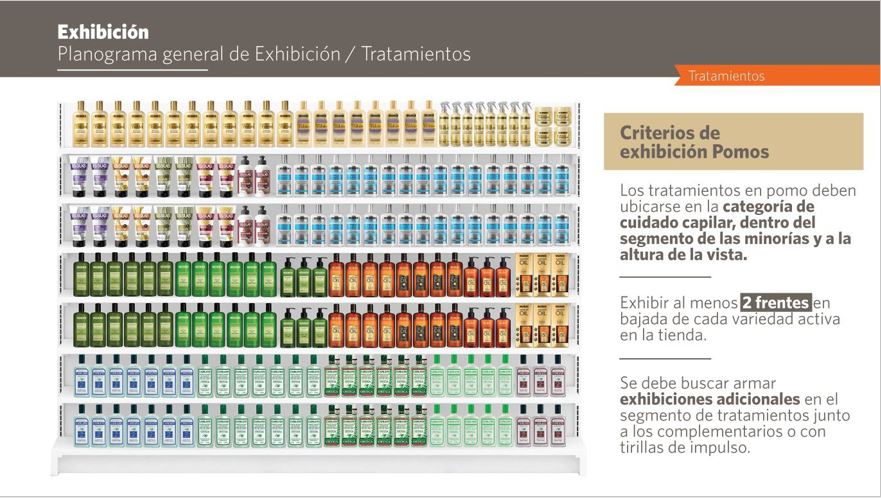 Exhibición
Planograma general de Exhibición / Tratamientos
Tratamientos
Criterios de
exhibición Pomos
Los tratamientos en pomo deben
ubicarse en la categoría de
cuidado capilar, dentro del
segmento de las minorías y a la
altura de la vista.
Exhibir al menos 2 frentes en
bajada de cada variedad activa
en la tienda.
Se debe buscar armar
exhibiciones adicionales en el
segmento de tratamientos junto
a los complementarios o con
tirillas de impulso.